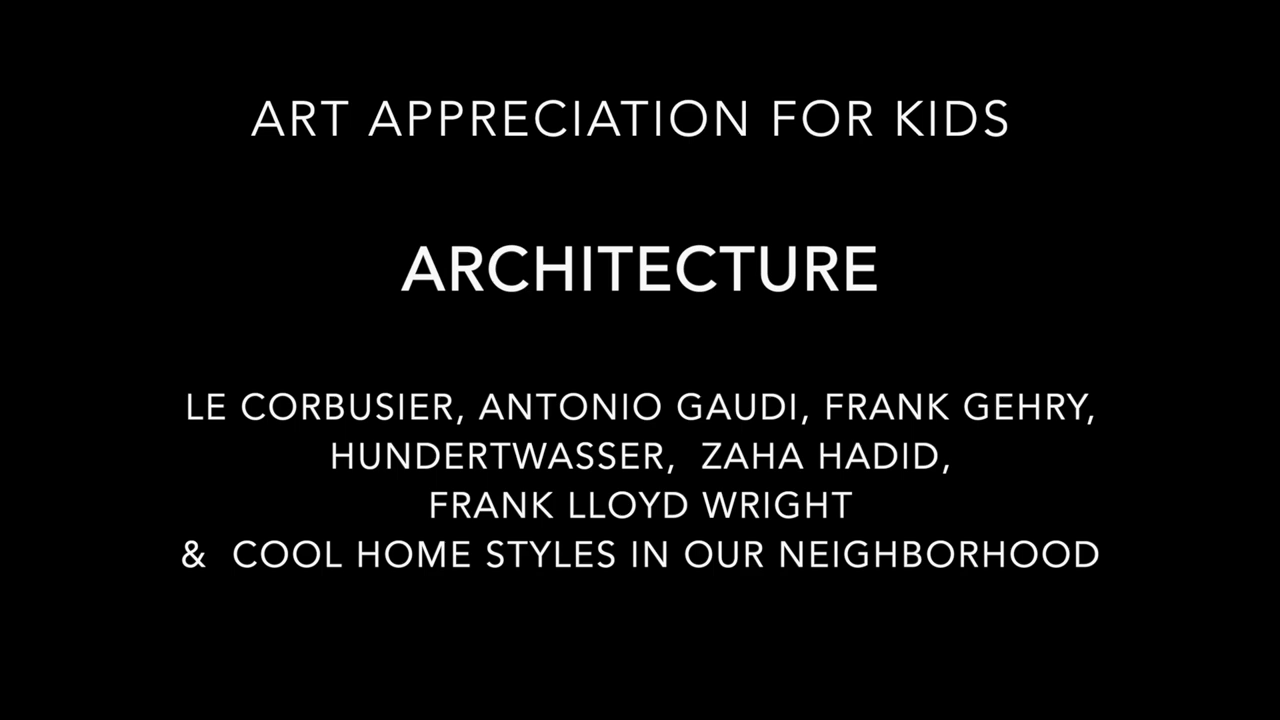 ART APPRECIATION FOR KIDS
ARCHITECTURE
LE CORBUSIER, ANTONIO GAUDI, FRANK GEHRY,
HUNDERTWASSER, ZAHA HADID,
FRANK LLOYD WRIGHT
& COOL HOME STYLES IN OUR NEIGHBORHOOD